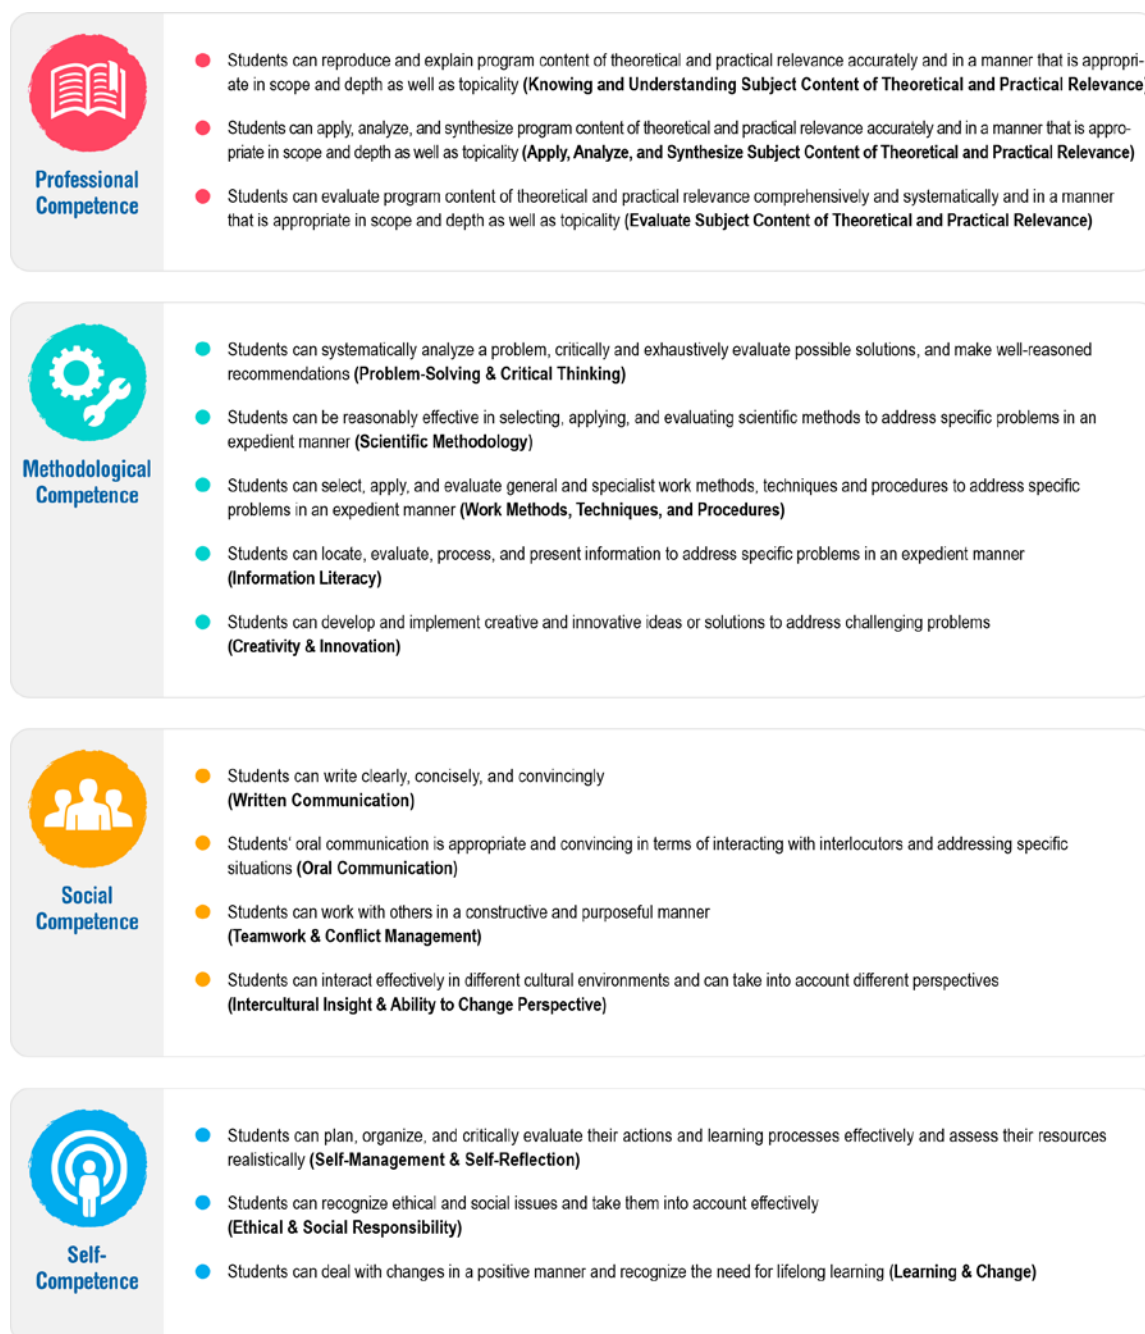 Professional
Competence
Students can reproduce and explain program content of theoretical and practical relevance accurately and in a manner that is appropri-
ate in scope and depth as well as topicality (Knowing and Understanding Subject Content of Theoretical and Practical Relevance)
Students can apply, analyze, and synthesize program content of theoretical and practical relevance accurately and in a manner that is appro-
priate in scope and depth as well as topicality (Apply, Analyze, and Synthesize Subject Content of Theoretical and Practical Relevance)
Students can evaluate program content of theoretical and practical relevance comprehensively and systematically and in a manner
that is appropriate in scope and depth as well as topicality (Evaluate Subject Content of Theoretical and Practical Relevance)
Methodological
Competence
Students can systematically analyze a problem, critically and exhaustively evaluate possible solutions, and make well-reasoned
recommendations (Problem-Solving & Critical Thinking)
Students can be reasonably effective in selecting, applying, and evaluating scientific methods to address specific problems in an
expedient manner (Scientific Methodology)
Students can select, apply, and evaluate general and specialist work methods, techniques and procedures to address specific
problems in an expedient manner (Work Methods, Techniques, and Procedures)
Students can locate, evaluate, process, and present information to address specific problems in an expedient manner
(Information Literacy)
Students can develop and implement creative and innovative ideas or solutions to address challenging problems
(Creativity & Innovation)
Social
Competence
Students can write clearly, concisely, and convincingly
(Written Communication)
Students‘ oral communication is appropriate and convincing in terms of interacting with interlocutors and addressing specific
situations (Oral Communication)
Students can work with others in a constructive and purposeful manner
(Teamwork & Conflict Management)
Students can interact effectively in different cultural environments and can take into account different perspectives
(Intercultural Insight & Ability to Change Perspective)
Self-
Competence
Students can plan, organize, and critically evaluate their actions and learning processes effectively and assess their resources
realistically (Self-Management & Self-Reflection)
Students can recognize ethical and social issues and take them into account effectively
(Ethical & Social Responsibility)
Students can deal with changes in a positive manner and recognize the need for lifelong learning (Learning & Change)